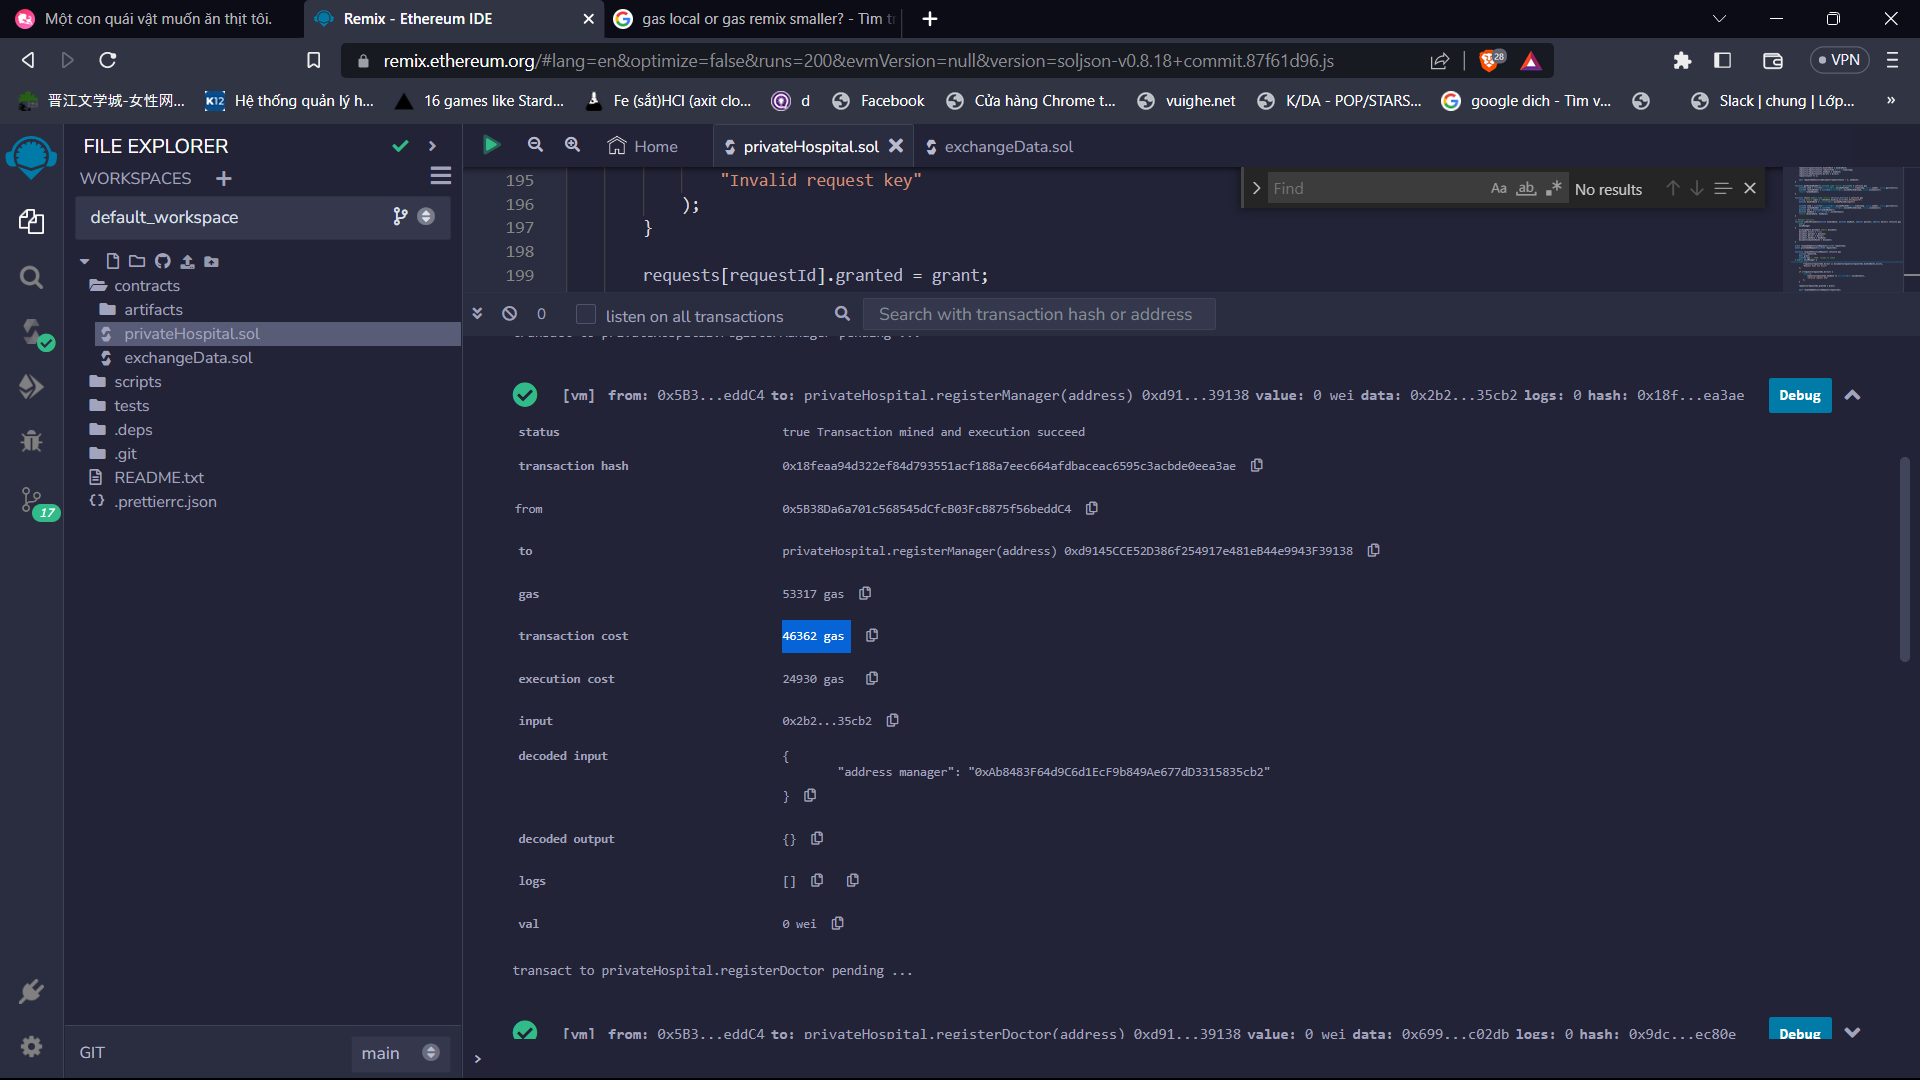 Một con quái vật muốn ăn thịt tôi.
Remix - Ethereum IDE
gas local or gas remix smaller? - Tìm tr
remix.ethereum.org/#lang=en&optimize=false&runs=200&evmVersion=null&version=soljson-v0.8.18+commit.87f61d96.js
28
VPN
晋江文学城-女性网...
K12
Hệ thống quản lý h...
16 games like Stard...
Fe (sắt)HCl (axit clo...
d
Facebook
Cửa hàng Chrome t...
vuighe.net
K/DA - POP/STARS...
google dich - Tìm v...
Slack | chung | Lớp...
»
FILE EXPLORER
WORKSPACES +
default_workspace
contracts
artifacts
privateHospital.sol
exchangeData.sol
scripts
tests
.deps
.git
README.txt
{} .prettierrc.json
17
GIT
main
Home
privateHospital.sol
exchangeData.sol
195 "Invalid request key"
196 );
197 }
198
199 requests[requestId].granted = grant;
Find
Aa ab .*
No results
0
listen on all transactions
Search with transaction hash or address
[vm] from: 0x5B3...eddC4 to: privateHospital.registerManager(address) 0xd91...39138 value: 0 wei data: 0x2b2...35cb2 logs: 0 hash: 0x18f...ea3ae
Debug
status true Transaction mined and execution succeed
transaction hash 0x18feaa94d322ef84d793551acf188a7eec664afdbaceac6595c3acbde0eea3ae
from 0x5B38Da6a701c568545dCfcB03FcB875f56beddC4
to privateHospital.registerManager(address) 0xd9145CCE52D386f254917e481eB44e9943F39138
gas 53317 gas
transaction cost 46362 gas
execution cost 24930 gas
input 0x2b2...35cb2
decoded input {
"address manager": "0xAb8483F64d9C6d1EcF9b849Ae677dD3315835cb2"
}
decoded output {}
logs []
val 0 wei
transact to privateHospital.registerDoctor pending ...
[vm] from: 0x5B3...eddC4 to: privateHospital.registerDoctor(address) 0xd91...39138 value: 0 wei data: 0x699...c02db logs: 0 hash: 0x9dc...ec80e
Debug
>